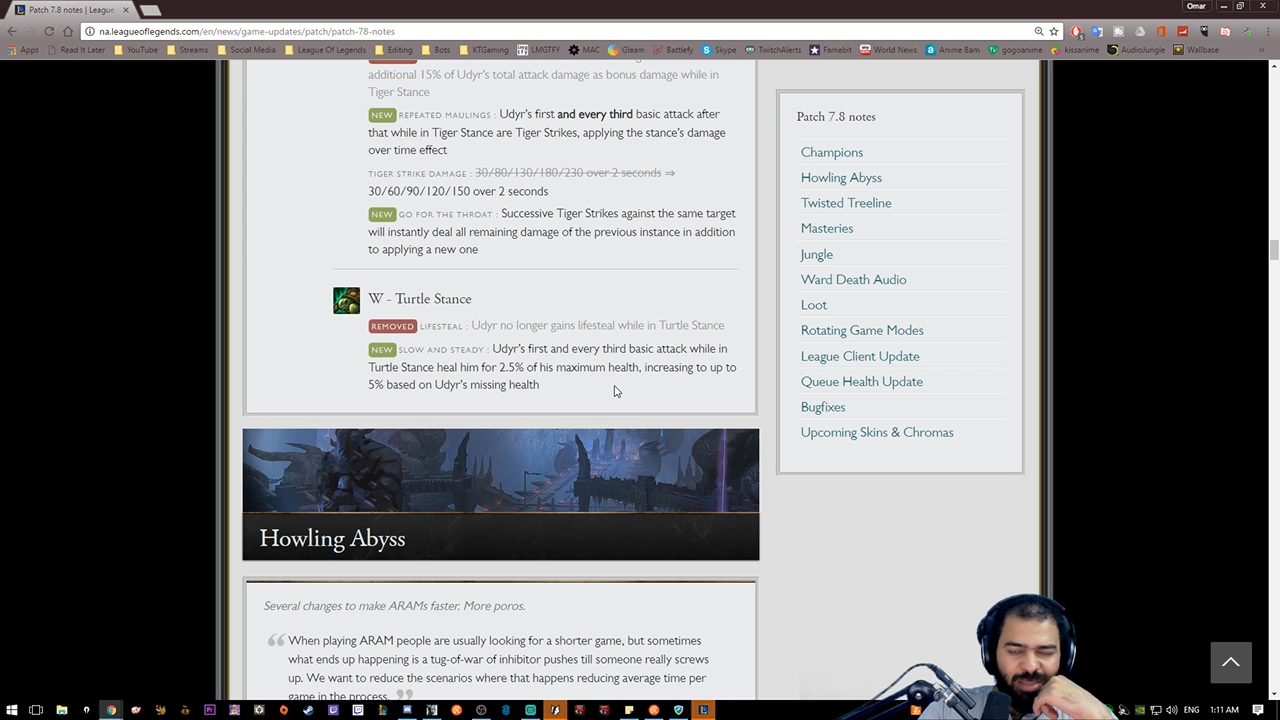 Patch 7.8 notes | Leagu
Omar
na.leagueoflegends.com/en/news/game-updates/patch/patch-78-notes
Apps Read It Later YouTube Streams Social Media League Of Legends Editing Bots KTGaming LMGTFY MAC Gleam Battlefy Skype TwitchAlerts Famebit World News Anime Bam gogoanime kissanime AudioJungle Wallbase
additional 15% of Udyr's total attack damage as bonus damage while in
Tiger Stance
NEW REPEATED MAULINGS : Udyr's first and every third basic attack after
that while in Tiger Stance are Tiger Strikes, applying the stance's damage
over time effect
TIGER STRIKE DAMAGE : 30/80/130/180/230 over 2 seconds ⇒
30/60/90/120/150 over 2 seconds
NEW GO FOR THE THROAT : Successive Tiger Strikes against the same target
will instantly deal all remaining damage of the previous instance in addition
to applying a new one
W - Turtle Stance
REMOVED LIFESTEAL : Udyr no longer gains lifesteal while in Turtle Stance
NEW SLOW AND STEADY : Udyr's first and every third basic attack while in
Turtle Stance heal him for 2.5% of his maximum health, increasing to up to
5% based on Udyr's missing health
Howling Abyss
Several changes to make ARAMs faster. More poros.
When playing ARAM people are usually looking for a shorter game, but sometimes
what ends up happening is a tug-of-war of inhibitor pushes till someone really screws
up. We want to reduce the scenarios where that happens reducing average time per
game in the process.
Patch 7.8 notes
Champions
Howling Abyss
Twisted Treeline
Masteries
Jungle
Ward Death Audio
Loot
Rotating Game Modes
League Client Update
Queue Health Update
Bugfixes
Upcoming Skins & Chromas
ENG 1:11 AM